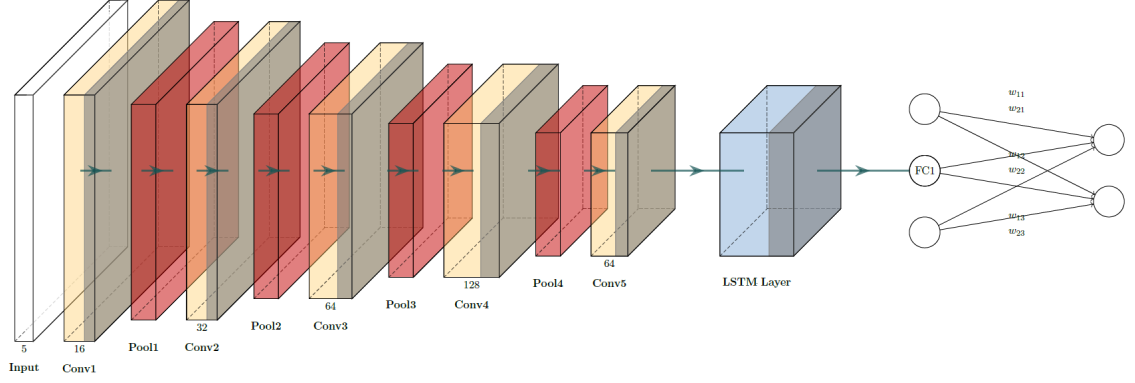 5
Input
16
Conv1
Pool1
32
Conv2
Pool2
64
Conv3
Pool3
128
Conv4
Pool4
64
Conv5
LSTM Layer
FC1
w11
w21
w12
w22
w13
w23